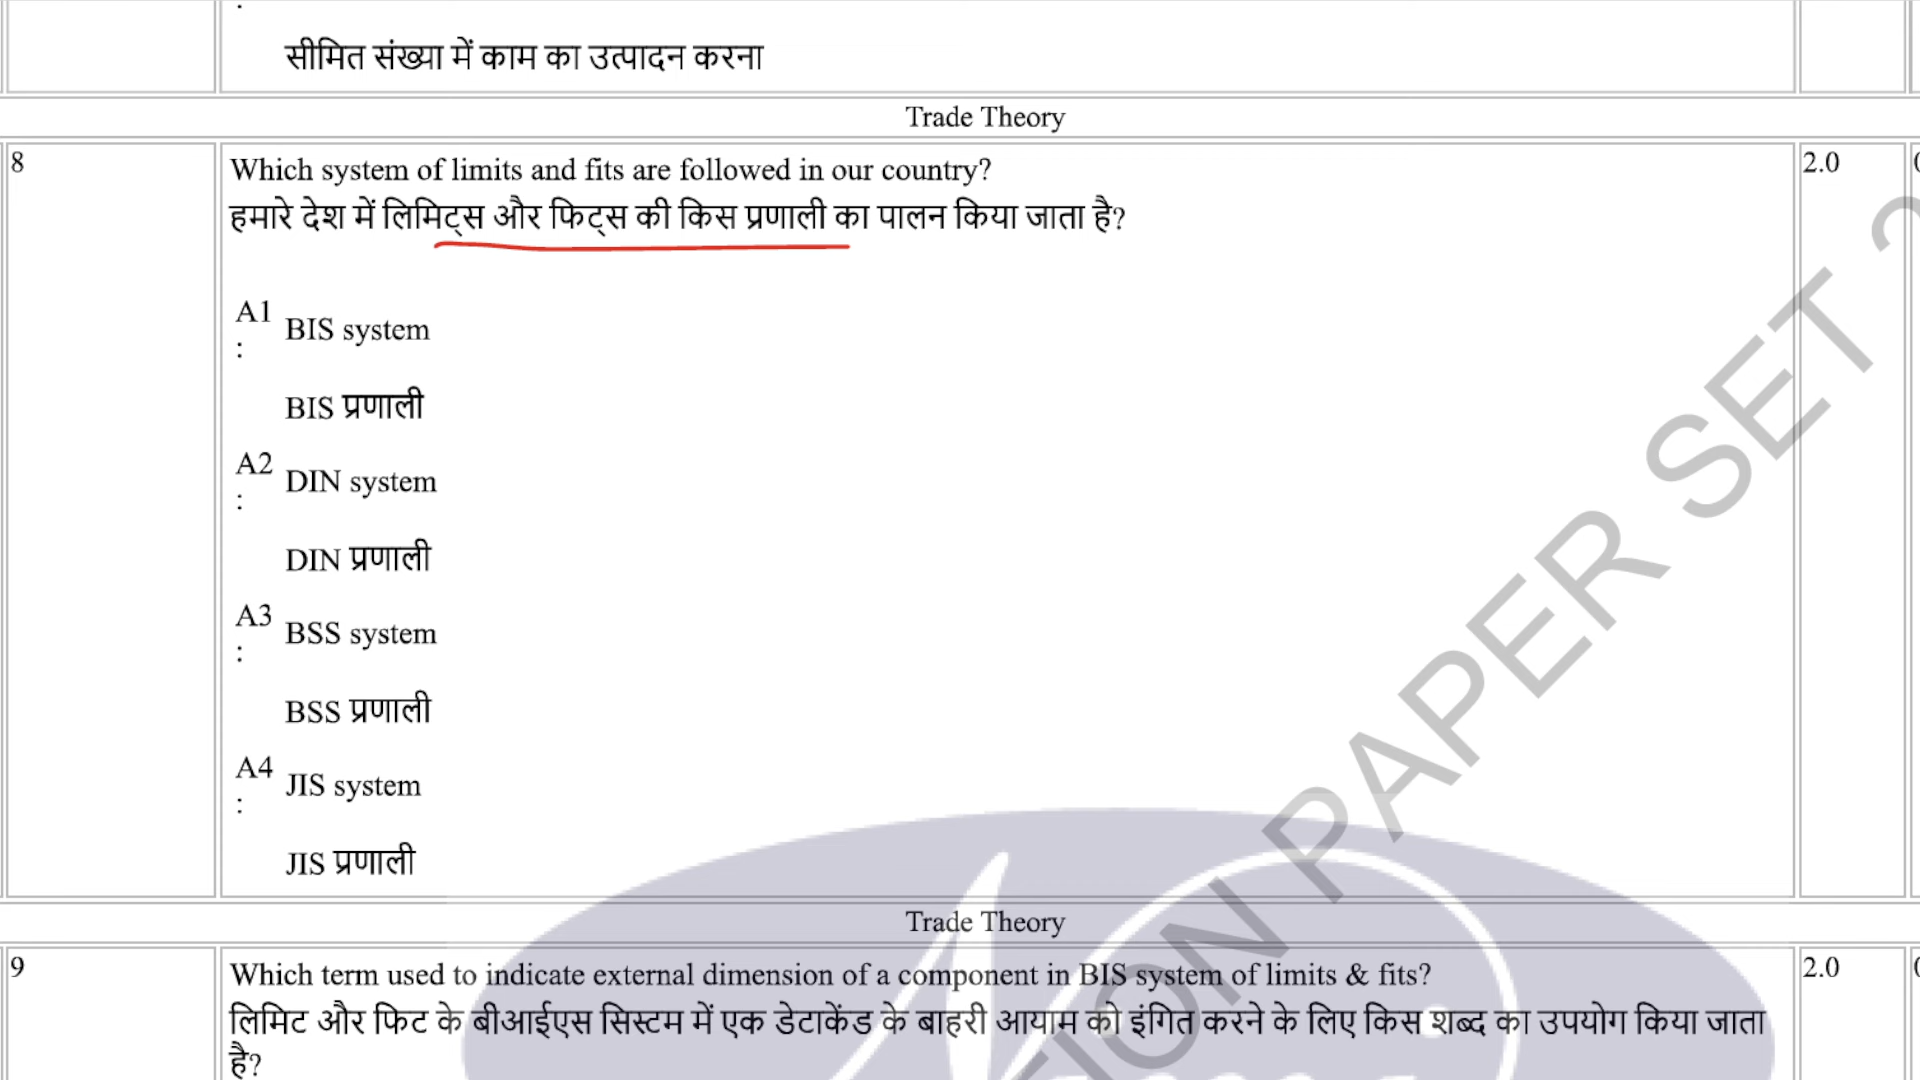 :
सीमित संख्या में काम का उत्पादन करना
Trade Theory
8
Which system of limits and fits are followed in our country?
2.0
हमारे देश में लिमिट्स और फिट्स की किस प्रणाली का पालन किया जाता है?
A1
:
BIS system
BIS प्रणाली
A2
:
DIN system
DIN प्रणाली
A3
:
BSS system
BSS प्रणाली
A4
:
JIS system
JIS प्रणाली
Trade Theory
9
Which term used to indicate external dimension of a component in BIS system of limits & fits?
2.0
लिमिट और फिट के बीआईएस सिस्टम में एक डेटाकेंड के बाहरी आयाम को इंगित करने के लिए किस शब्द का उपयोग किया जाता
है?
PAPER SET